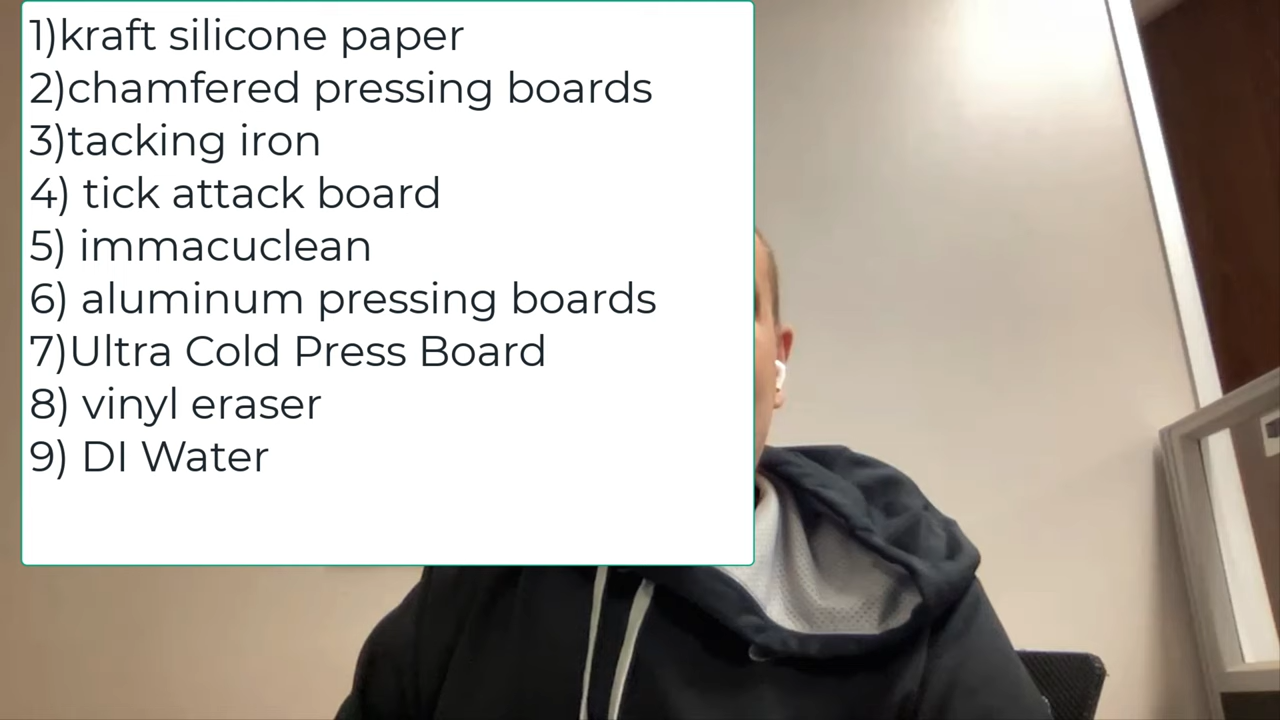 1)kraft silicone paper
2)chamfered pressing boards
3)tacking iron
4) tick attack board
5) immacuclean
6) aluminum pressing boards
7)Ultra Cold Press Board
8) vinyl eraser
9) DI Water